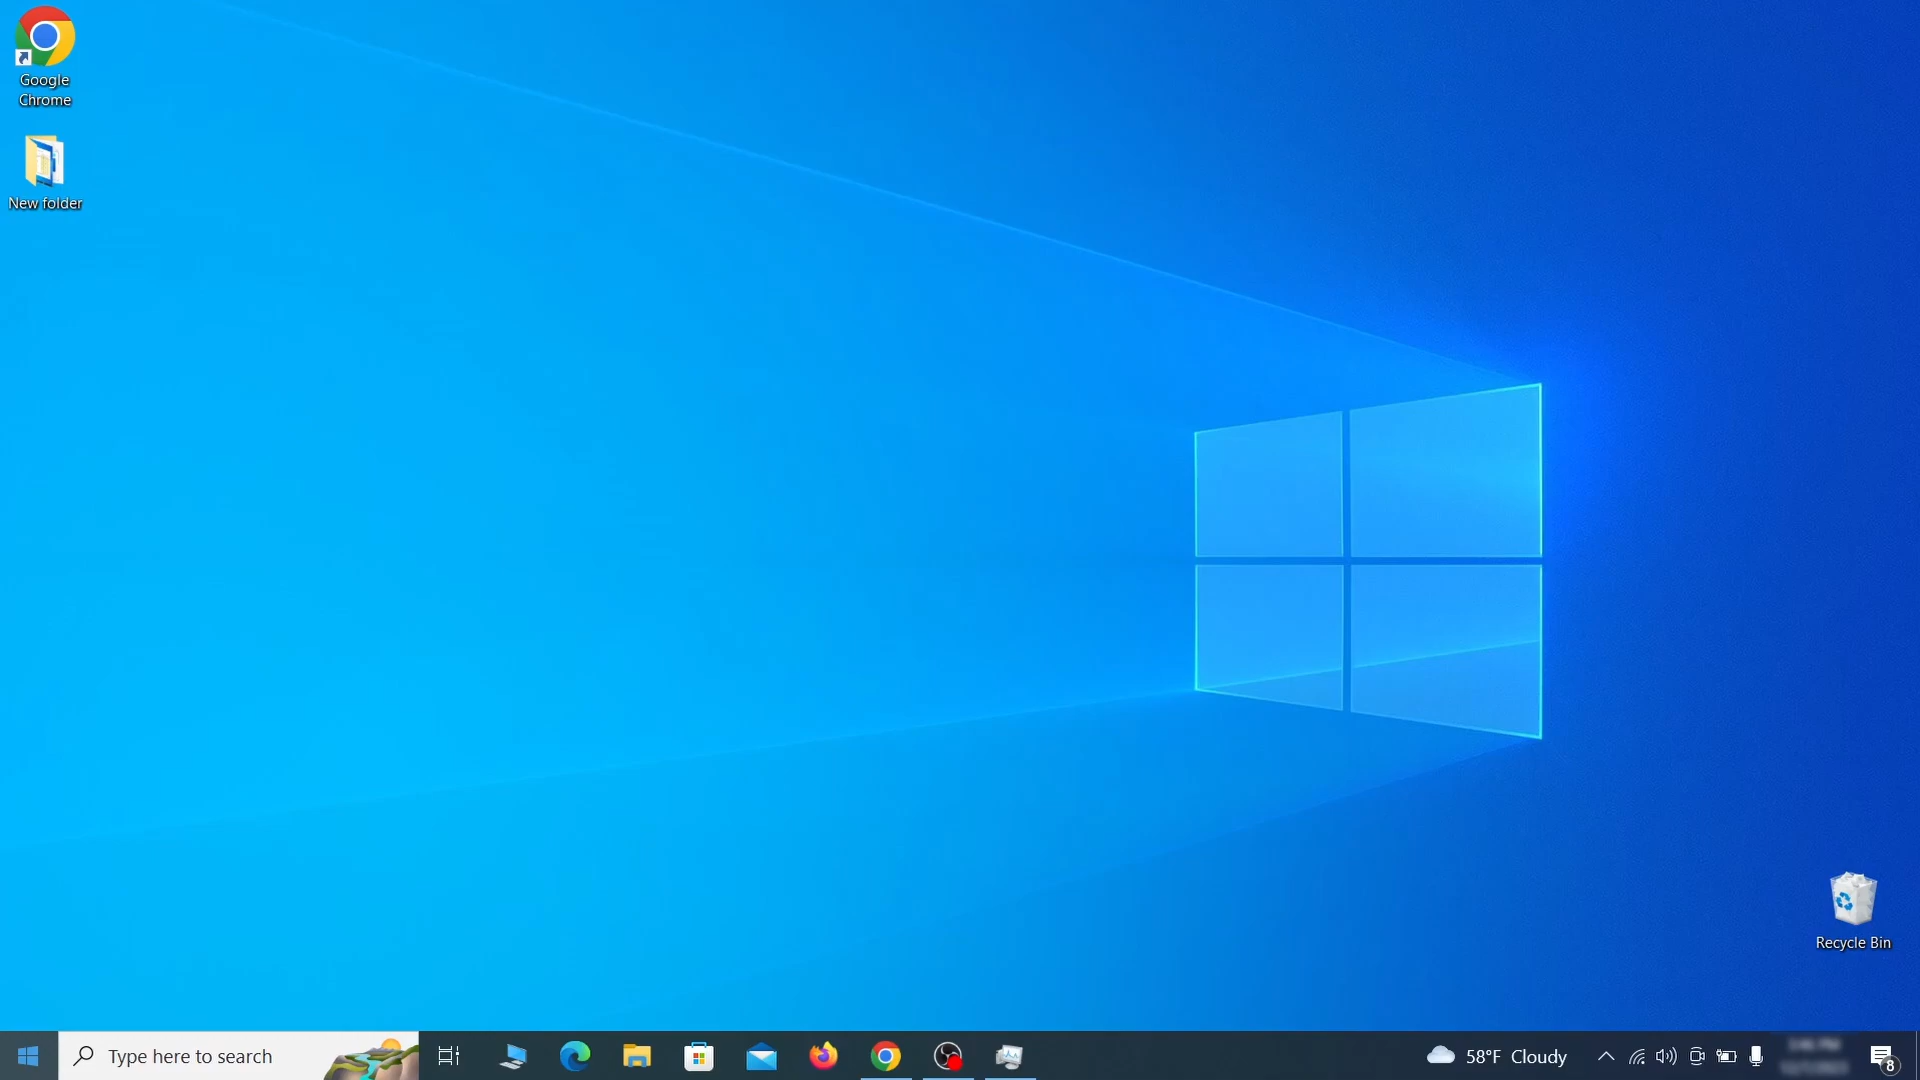 Google
Chrome
New folder
Recycle Bin
Type here to search
58°F Cloudy
8